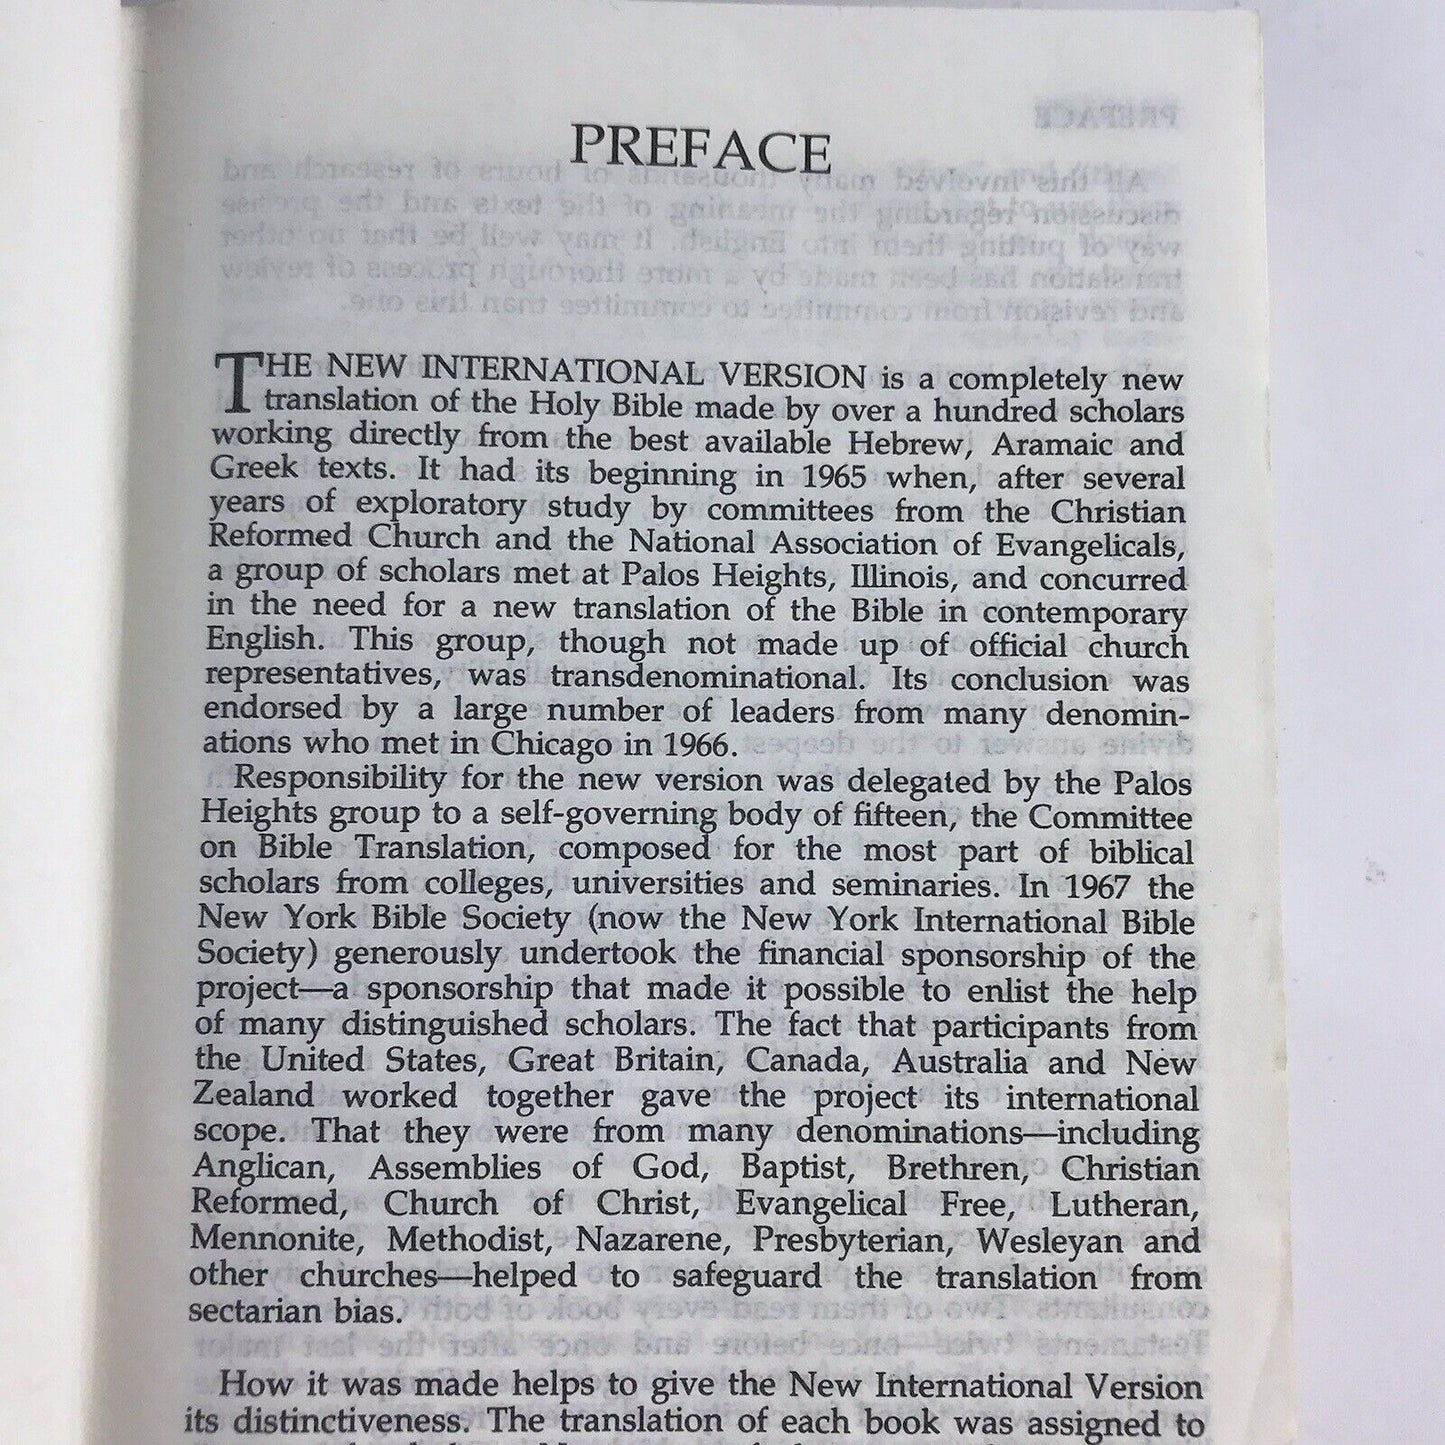 PREFACE
THE NEW INTERNATIONAL VERSION is a completely new
translation of the Holy Bible made by over a hundred scholars
working directly from the best available Hebrew, Aramaic and
Greek texts. It had its beginning in 1965 when, after several
years of exploratory study by committees from the Christian
Reformed Church and the National Association of Evangelicals,
a group of scholars met at Palos Heights, Illinois, and concurred
in the need for a new translation of the Bible in contemporary
English. This group, though not made up of official church
representatives, was transdenominational. Its conclusion was
endorsed by a large number of leaders from many denomin-
ations who met in Chicago in 1966.
Responsibility for the new version was delegated by the Palos
Heights group to a self-governing body of fifteen, the Committee
on Bible Translation, composed for the most part of biblical
scholars from colleges, universities and seminaries. In 1967 the
New York Bible Society (now the New York International Bible
Society) generously undertook the financial sponsorship of the
project—a sponsorship that made it possible to enlist the help
of many distinguished scholars. The fact that participants from
the United States, Great Britain, Canada, Australia and New
Zealand worked together gave the project its international
scope. That they were from many denominations—including
Anglican, Assemblies of God, Baptist, Brethren, Christian
Reformed, Church of Christ, Evangelical Free, Lutheran,
Mennonite, Methodist, Nazarene, Presbyterian, Wesleyan and
other churches—helped to safeguard the translation from
sectarian bias.
How it was made helps to give the New International Version
its distinctiveness. The translation of each book was assigned to